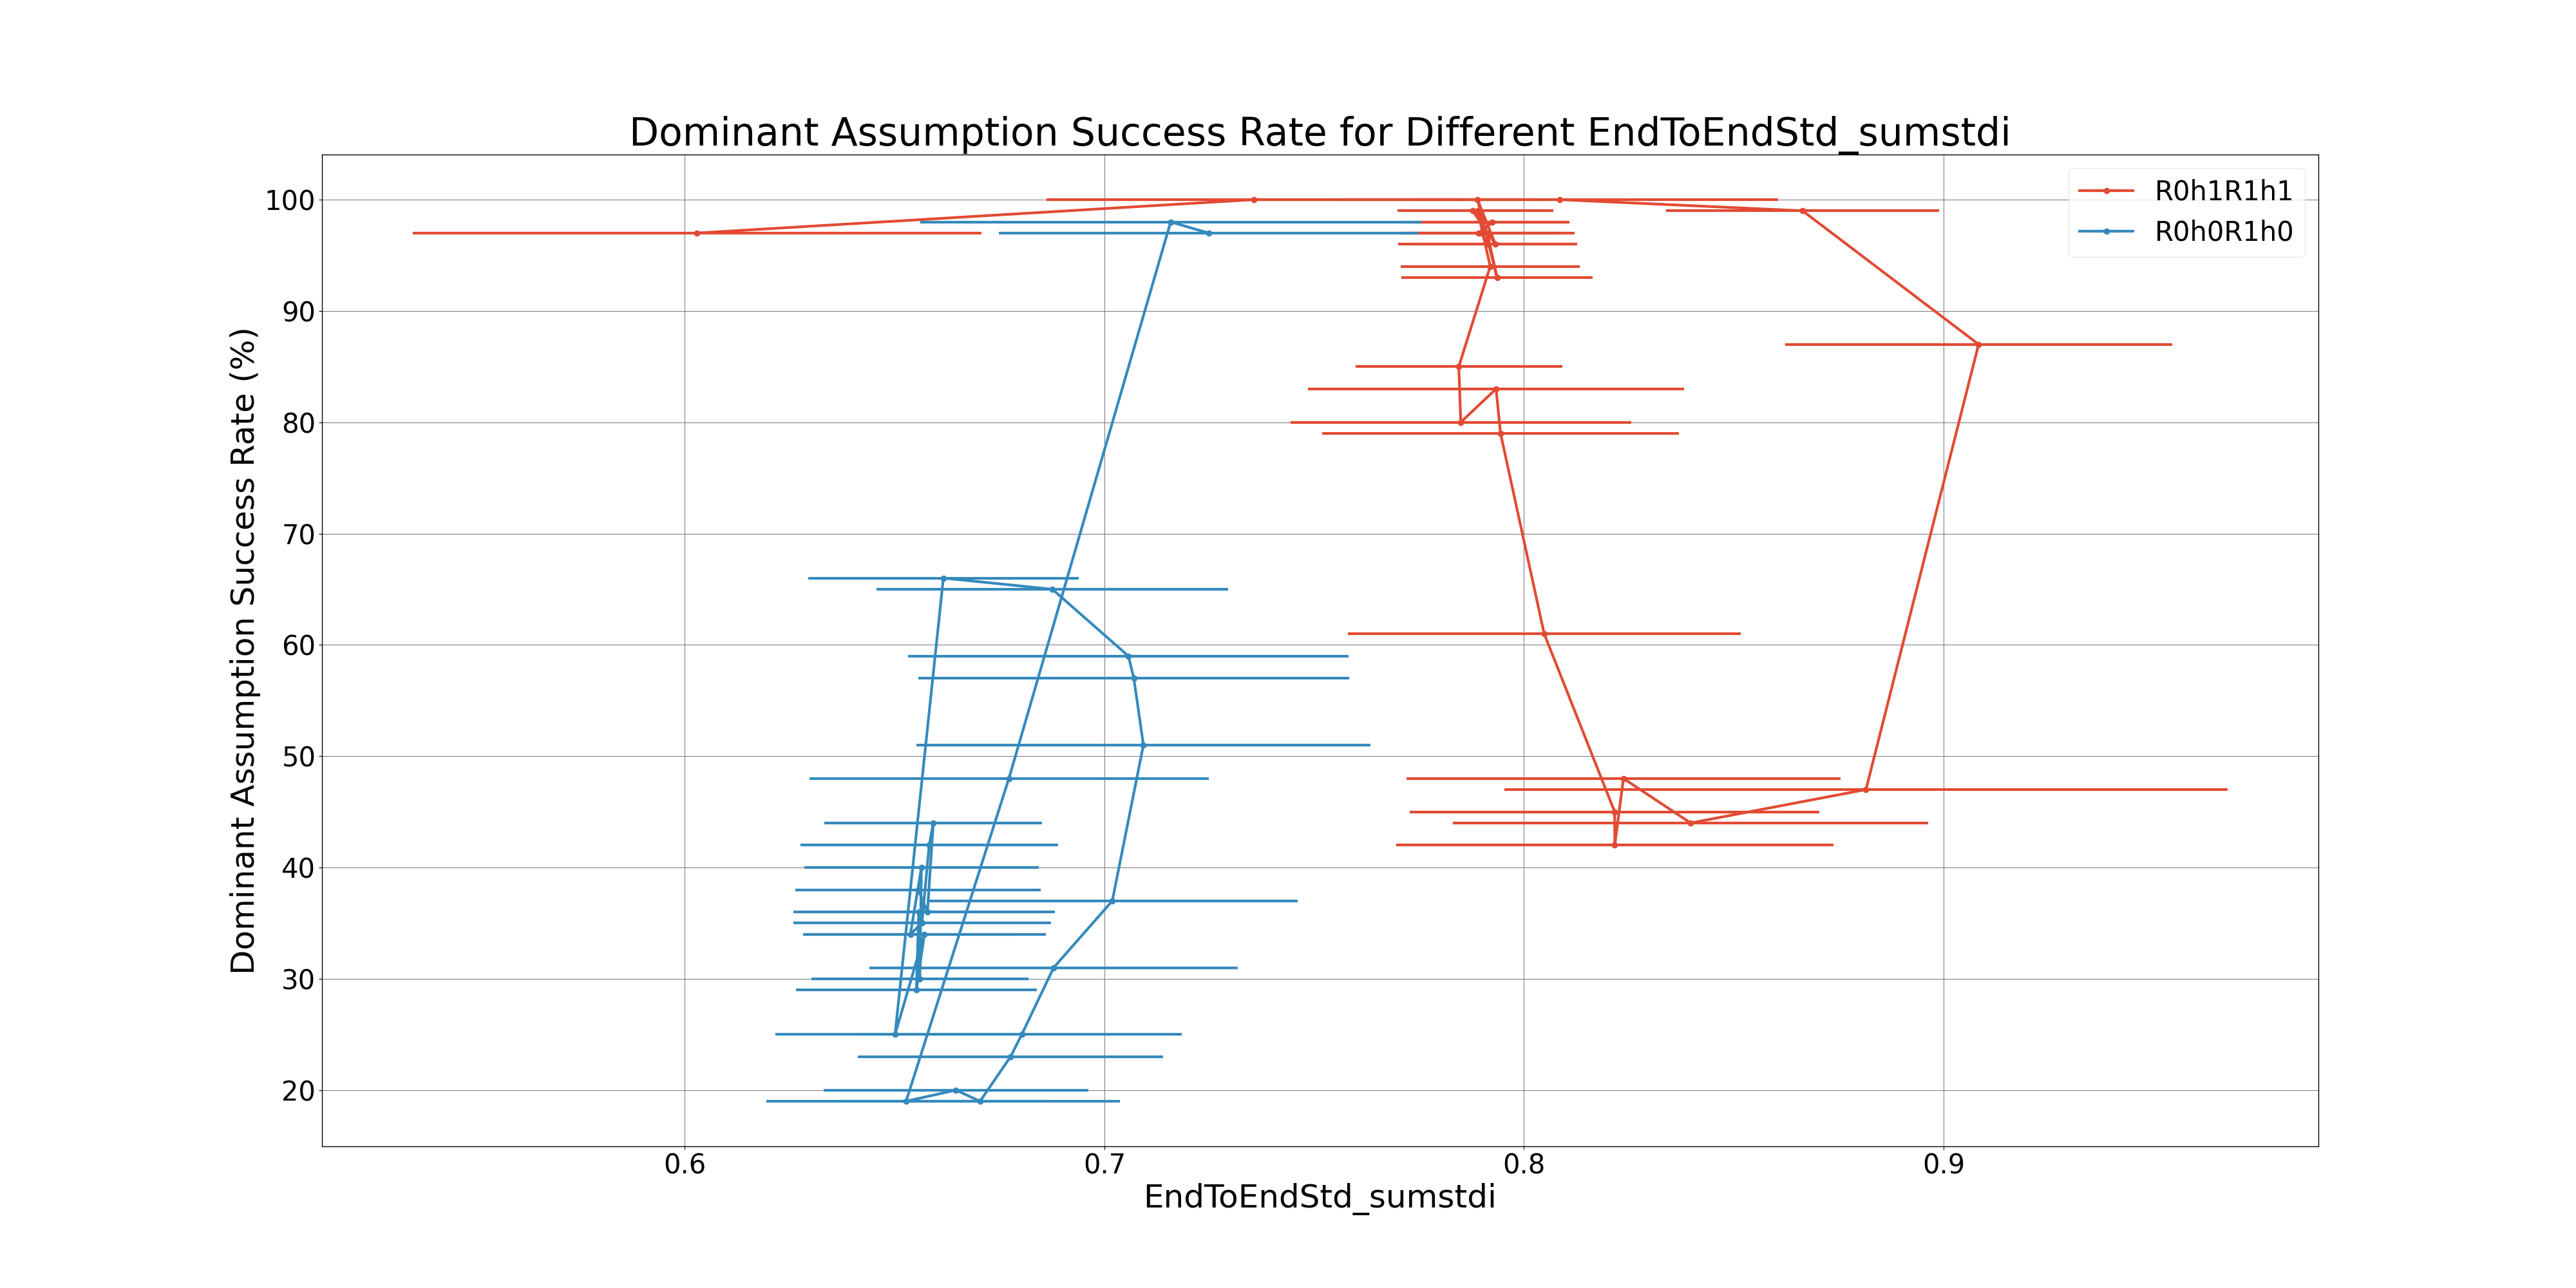 Dominant Assumption Success Rate for Different EndToEndStd_sumstdi
R0h1R1h1
R0h0R1h0
Dominant Assumption Success Rate (%)
100
90
80
70
60
50
40
30
20
0.6 0.7 0.8 0.9
EndToEndStd_sumstdi